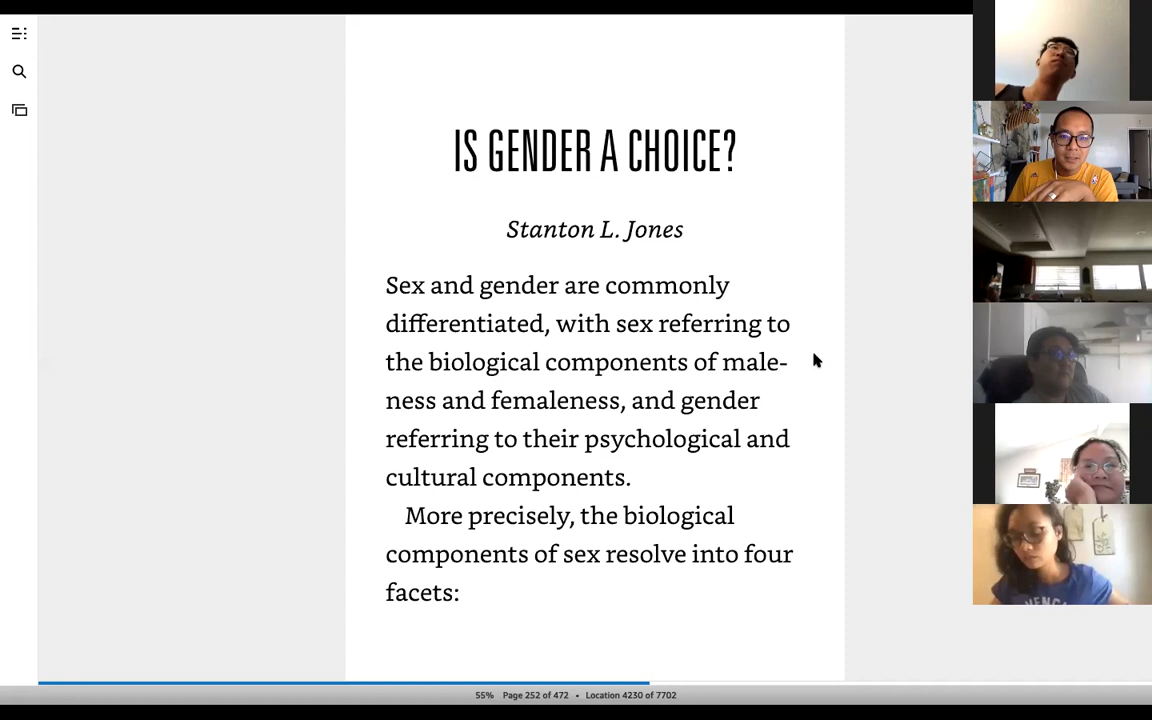 IS GENDER A CHOICE?
Stanton L. Jones
Sex and gender are commonly
differentiated, with sex referring to
the biological components of male-
ness and femaleness, and gender
referring to their psychological and
cultural components.
More precisely, the biological
components of sex resolve into four
facets:
55% Page 252 of 472 • Location 4230 of 7702